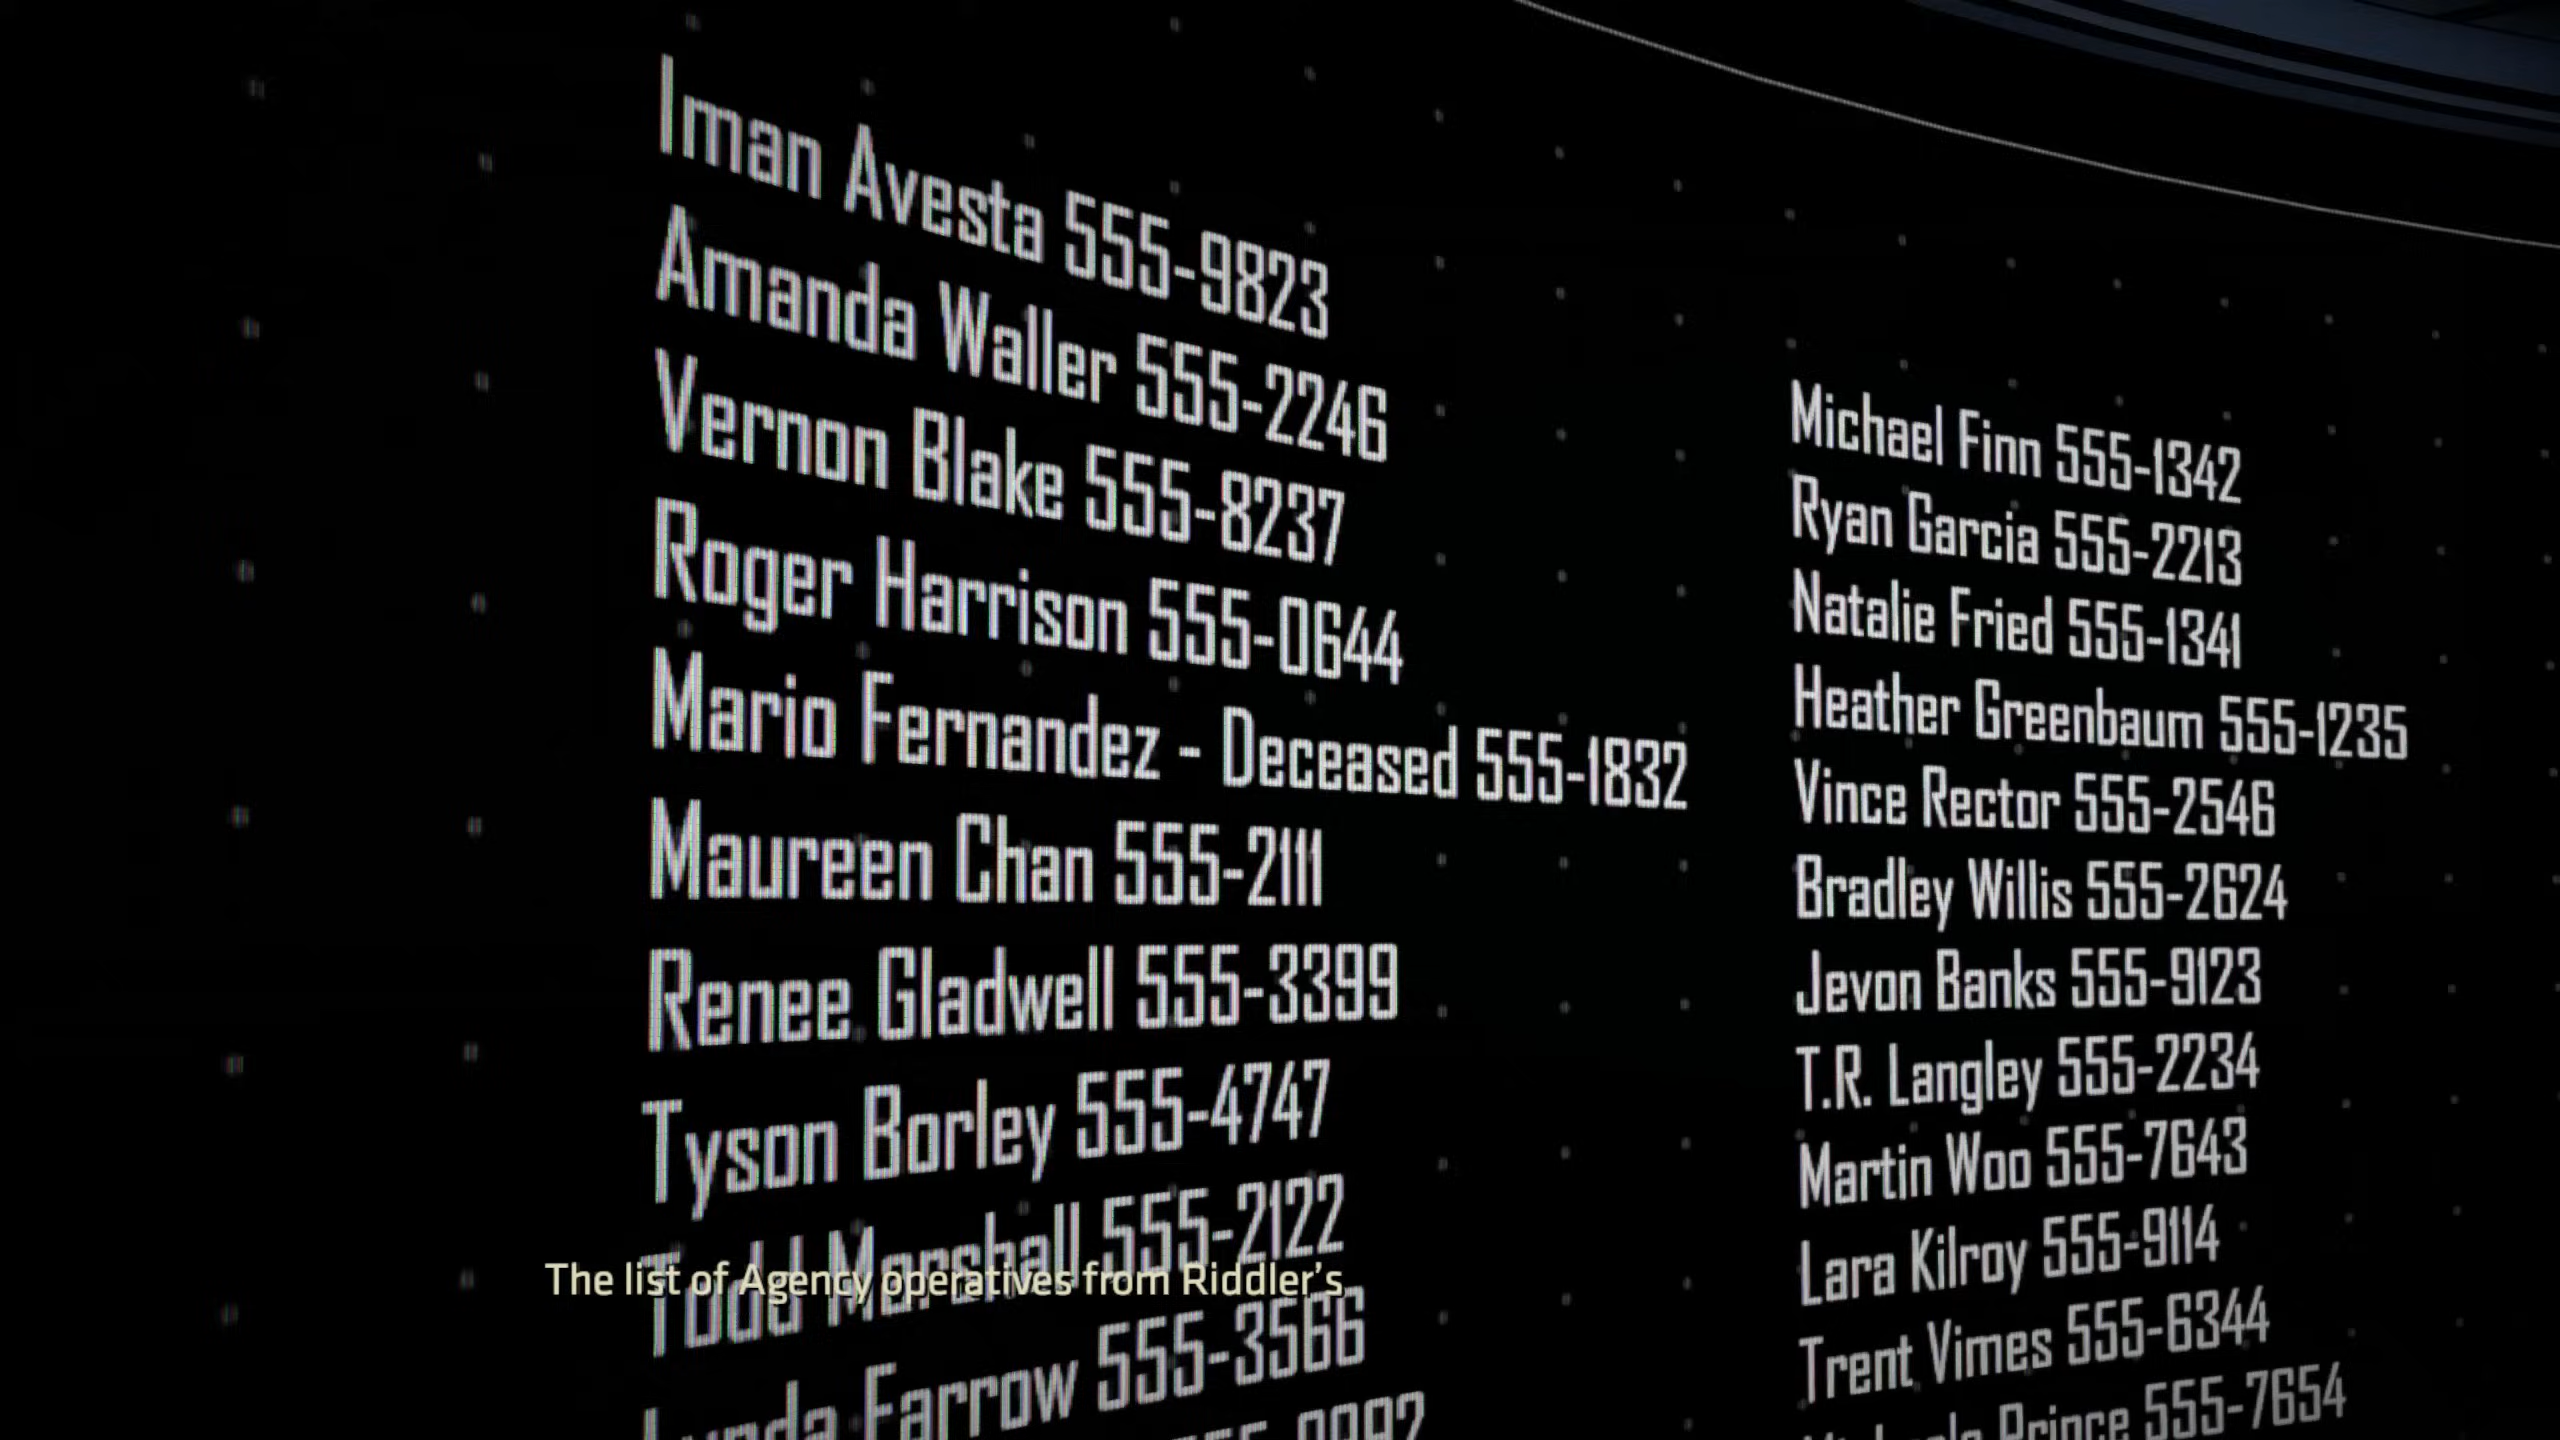 Iman Avesta 555-9823
Amanda Waller 555-2246
Vernon Blake 555-8237
Roger Harrison 555-0644
Mario Fernandez - Deceased 555-1832
Maureen Chan 555-2111
Renee Gladwell 555-3399
Tyson Borley 555-4747
Todd Marshall 555-2122
Farrow 555-3566
Michael Finn 555-1342
Ryan Garcia 555-2213
Natalie Fried 555-1341
Heather Greenbaum 555-1235
Vince Rector 555-2546
Bradley Willis 555-2624
Jevon Banks 555-9123
T.R. Langley 555-2234
Martin Woo 555-7643
Lara Kilroy 555-9114
Trent Vimes 555-6344
Prince 555-7654
The list of Agency operatives from Riddler's